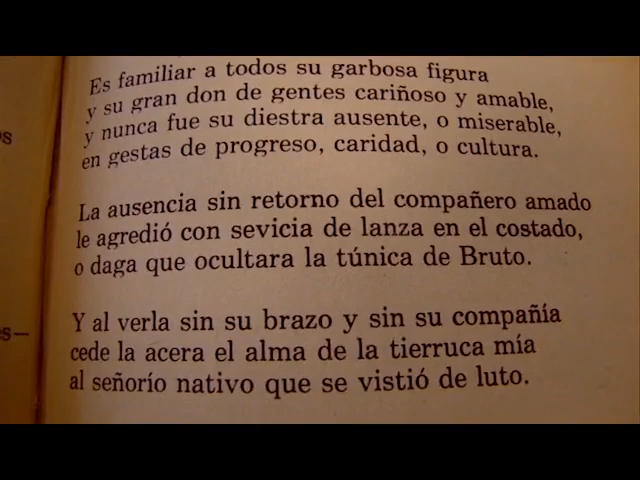 Es familiar a todos su garbosa figura
y su gran don de gentes cariñoso y amable,
y nunca fue su diestra ausente, o miserable,
en gestas de progreso, caridad, o cultura.
La ausencia sin retorno del compañero amado
le agredió con sevicia de lanza en el costado,
o daga que ocultara la túnica de Bruto.
Y al verla sin su brazo y sin su compañía
cede la acera el alma de la tierruca mía
al señorío nativo que se vistió de luto.